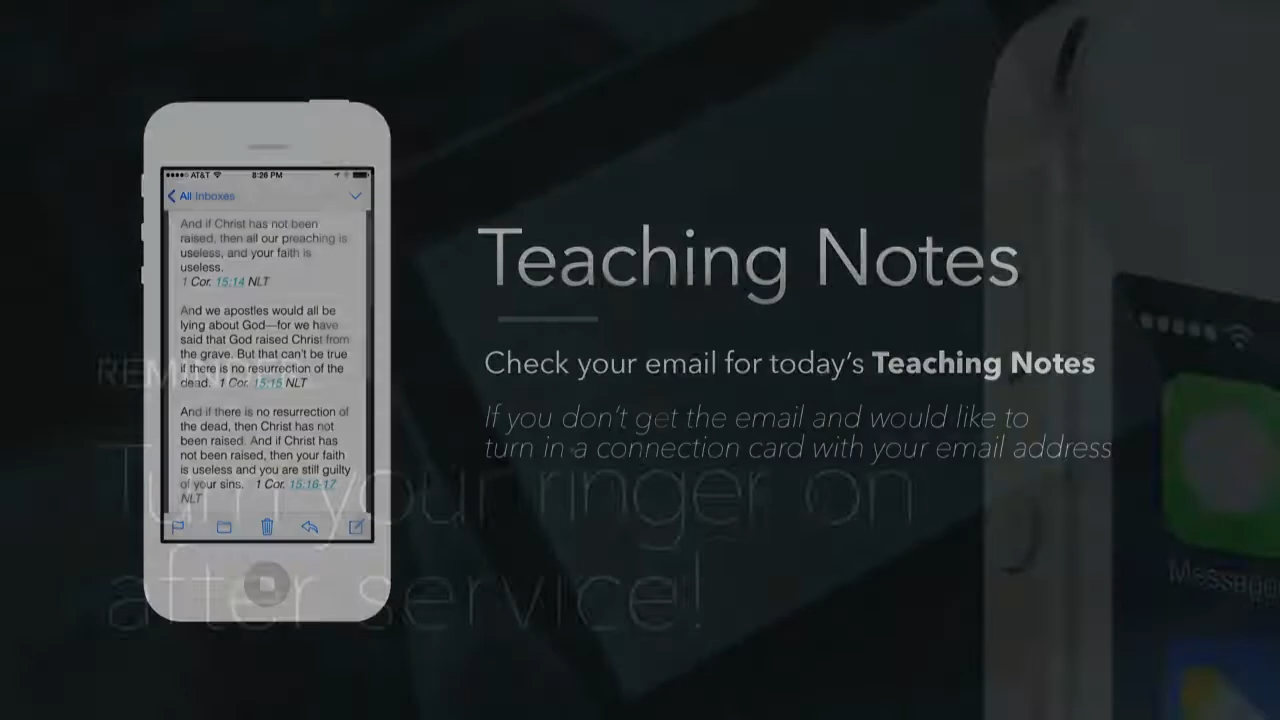 AT&T 8:26 PM
All Inboxes
And if Christ has not been
raised, then all our preaching is
useless, and your faith is
useless.
1 Cor. 15:14 NLT
And we apostles would all be
lying about God—for we have
said that God raised Christ from
the grave. But that can't be true
if there is no resurrection of the
dead. 1 Cor. 15:15 NLT
And if there is no resurrection of
the dead, then Christ has not
been raised. And if Christ has
not been raised, then your faith
is useless and you are still guilty
of your sins. 1 Cor. 15:16-17
NLT
Teaching Notes
Check your email for today's Teaching Notes
If you don't get the email and would like to
turn in a connection card with your email address
Turn your ringer on
after service!